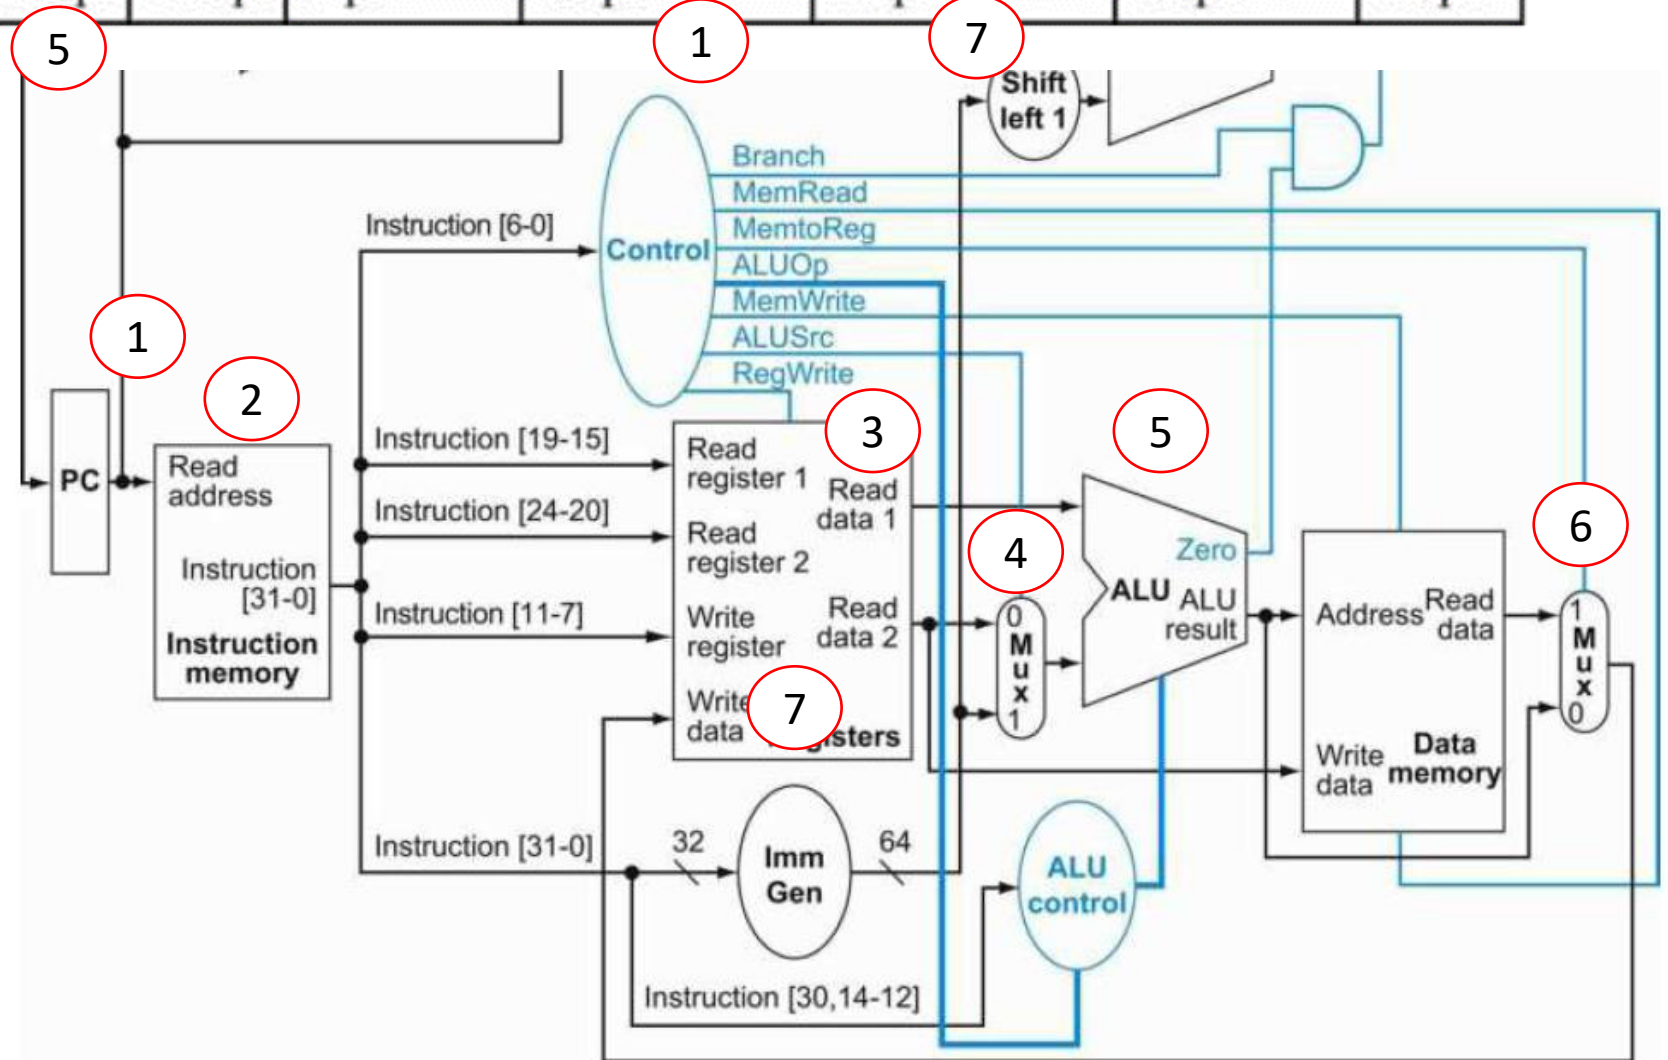 5
1
7
Shift
left 1
Branch
MemRead
Instruction [6-0]
MemtoReg
Control
ALUOp
MemWrite
1
ALUSrc
2
RegWrite
3
5
Instruction [19-15]
Read
register 1
Read
address
PC
Read
data 1
6
Instruction [24-20]
Read
register 2
4
Zero
Instruction
[31-0]
ALU
ALU
result
Instruction [11-7]
Write
register
Read
data 2
0
M
u
x
1
Address
Read
data
1
M
u
x
0
Instruction
memory
Write
data
7
Write
data
Data
memory
Instruction [31-0]
32
Imm
Gen
64
ALU
control
Instruction [30,14-12]